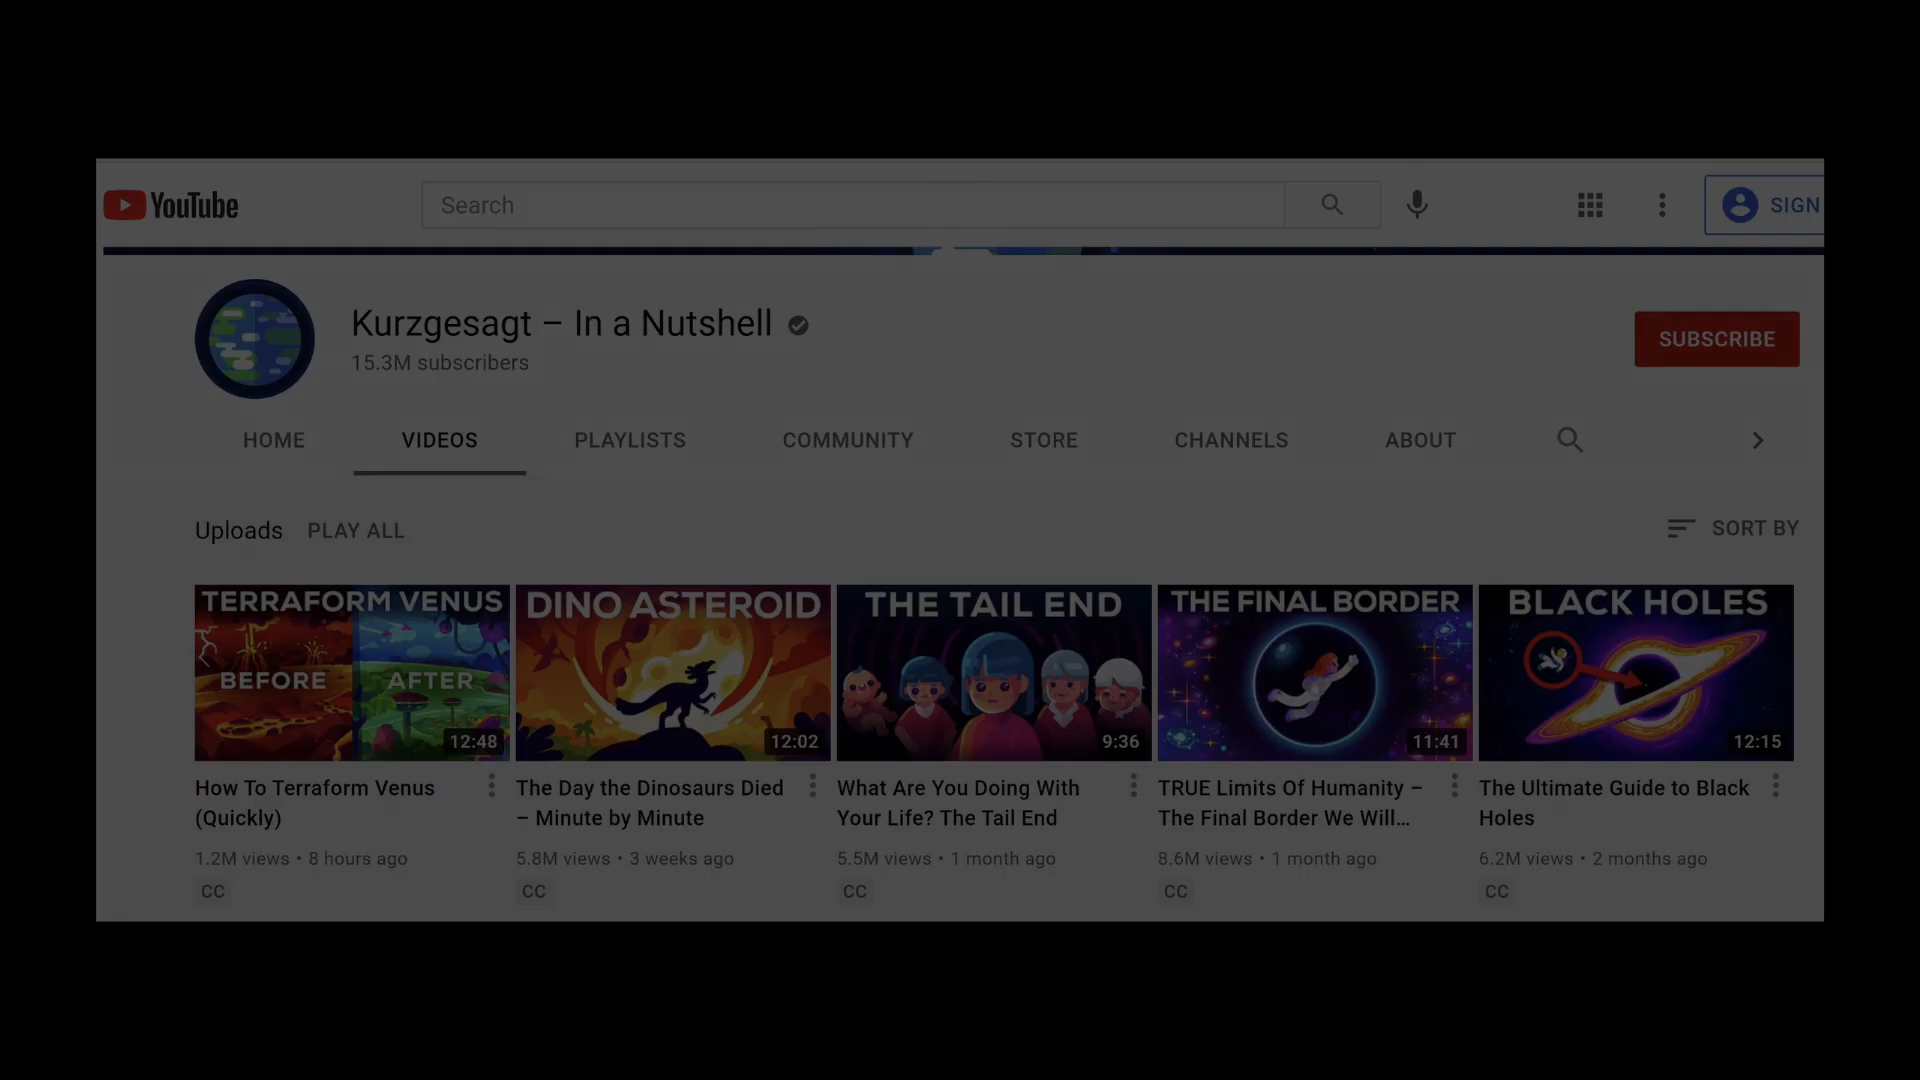 YouTube
Search
SIGN
Kurzgesagt – In a Nutshell
15.3M subscribers
SUBSCRIBE
HOME
VIDEOS
PLAYLISTS
COMMUNITY
STORE
CHANNELS
ABOUT
Uploads
PLAY ALL
SORT BY
TERRAFORM VENUS
BEFORE
AFTER
12:48
How To Terraform Venus
(Quickly)
1.2M views • 8 hours ago
CC
DINO ASTEROID
12:02
The Day the Dinosaurs Died
– Minute by Minute
5.8M views • 3 weeks ago
CC
THE TAIL END
9:36
What Are You Doing With
Your Life? The Tail End
5.5M views • 1 month ago
CC
THE FINAL BORDER
11:41
TRUE Limits Of Humanity –
The Final Border We Will...
8.6M views • 1 month ago
CC
BLACK HOLES
12:15
The Ultimate Guide to Black
Holes
6.2M views • 2 months ago
CC